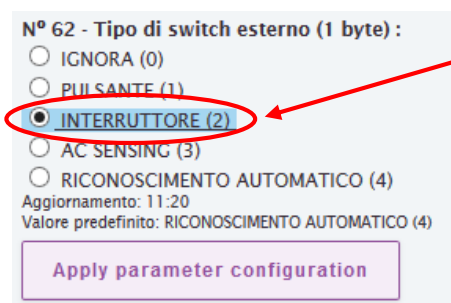 Nº 62 - Tipo di switch esterno (1 byte) :
IGNORA (0)
PULSANTE (1)
INTERRUTTORE (2)
AC SENSING (3)
RICONOSCIMENTO AUTOMATICO (4)
Aggiornamento: 11:20
Valore predefinito: RICONOSCIMENTO AUTOMATICO (4)
Apply parameter configuration